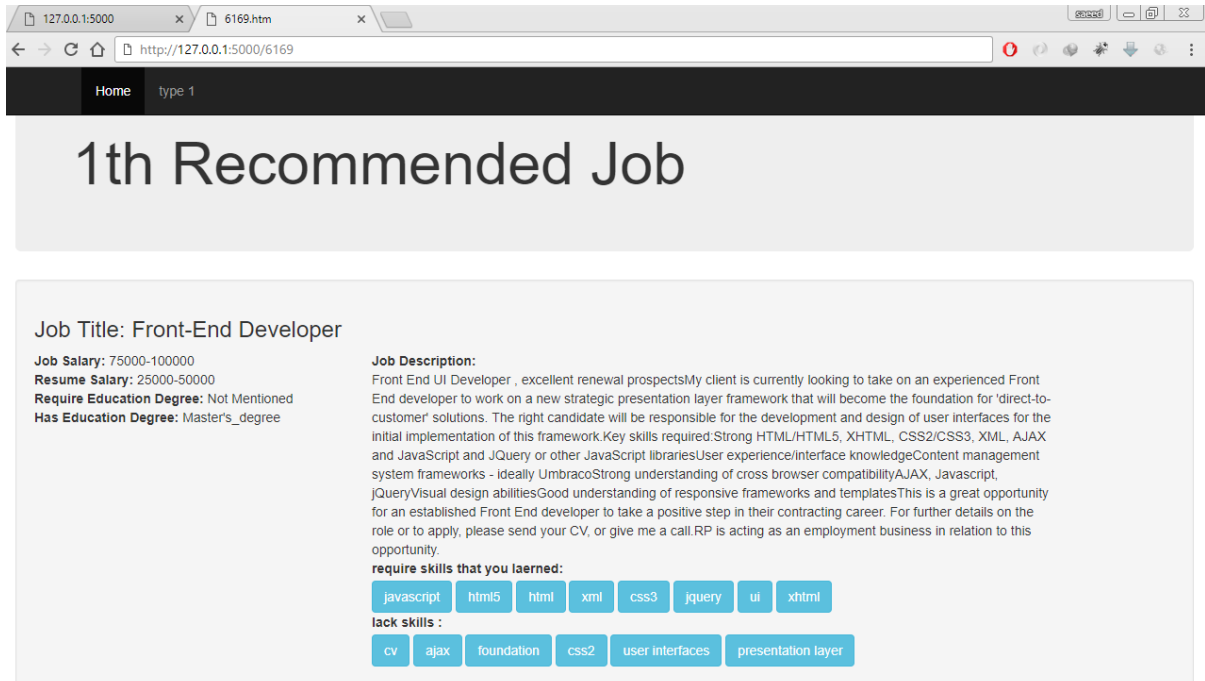 127.0.0.1:5000
6169.htm
saeed
http://127.0.0.1:5000/6169
Home
type 1
1th Recommended Job
Job Title: Front-End Developer
Job Salary: 75000-100000
Resume Salary: 25000-50000
Require Education Degree: Not Mentioned
Has Education Degree: Master's_degree
Job Description:
Front End UI Developer , excellent renewal prospectsMy client is currently looking to take on an experienced Front
End developer to work on a new strategic presentation layer framework that will become the foundation for 'direct-to-
customer' solutions. The right candidate will be responsible for the development and design of user interfaces for the
initial implementation of this framework.Key skills required:Strong HTML/HTML5, XHTML, CSS2/CSS3, XML, AJAX
and JavaScript and JQuery or other JavaScript librariesUser experience/interface knowledgeContent management
system frameworks - ideally UmbracoStrong understanding of cross browser compatibilityAJAX, Javascript,
jQueryVisual design abilitiesGood understanding of responsive frameworks and templatesThis is a great opportunity
for an established Front End developer to take a positive step in their contracting career. For further details on the
role or to apply, please send your CV, or give me a call.RP is acting as an employment business in relation to this
opportunity.
require skills that you laerned:
javascript html5 html xml css3 jquery ui xhtml
lack skills :
cv ajax foundation css2 user interfaces presentation layer